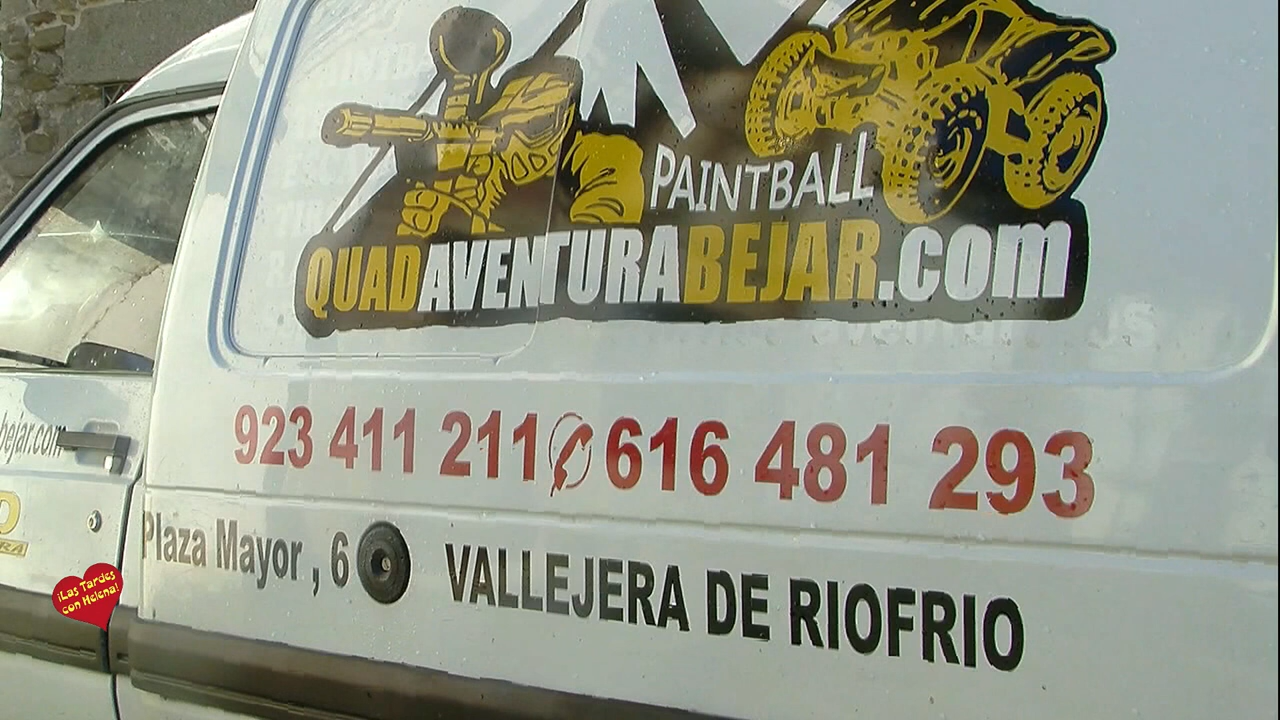 PAINTBALL
QUADAVENTURABEJAR.com
923 411 211 616 481 293
bejar.com
Plaza Mayor , 6 VALLEJERA DE RIOFRIO
¡Las Tardes
con Helena!